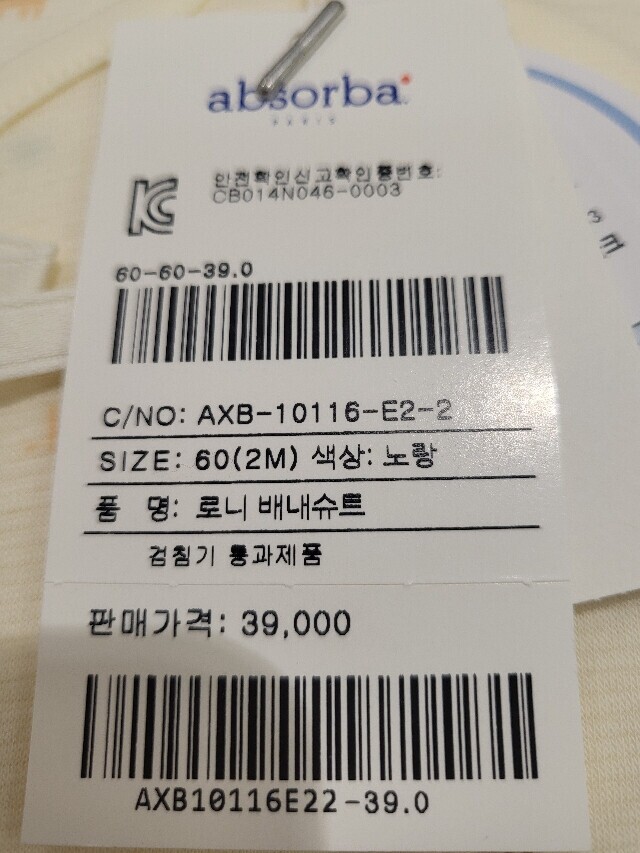 absorba
PARIS
안전확인신고확인증번호:
CB014N046-0003
60-60-39.0
C/NO: AXB-10116-E2-2
SIZE: 60(2M) 색상: 노랑
품 명: 로니 배내슈트
검침기 통과제품
판매가격: 39,000
AXB10116E22-39.0